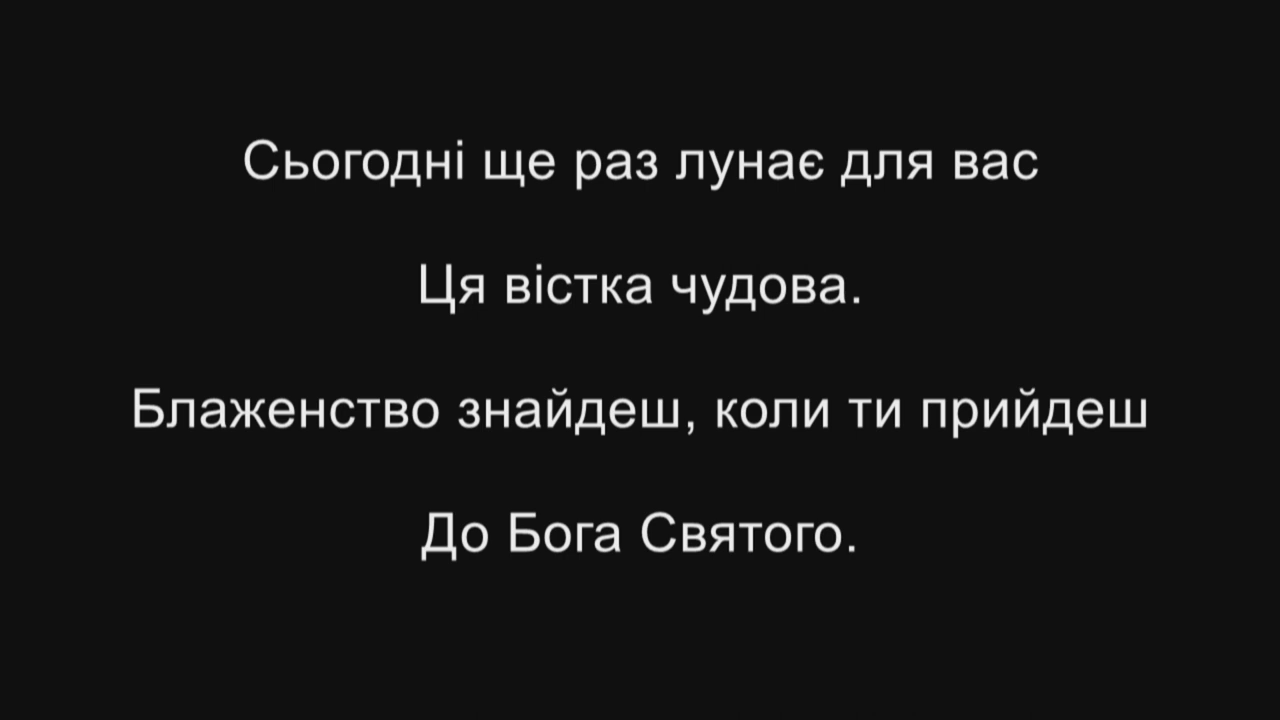 Сьогодні ще раз лунає для вас
Ця вістка чудова.
Блаженство знайдеш, коли ти прийдеш
До Бога Святого.